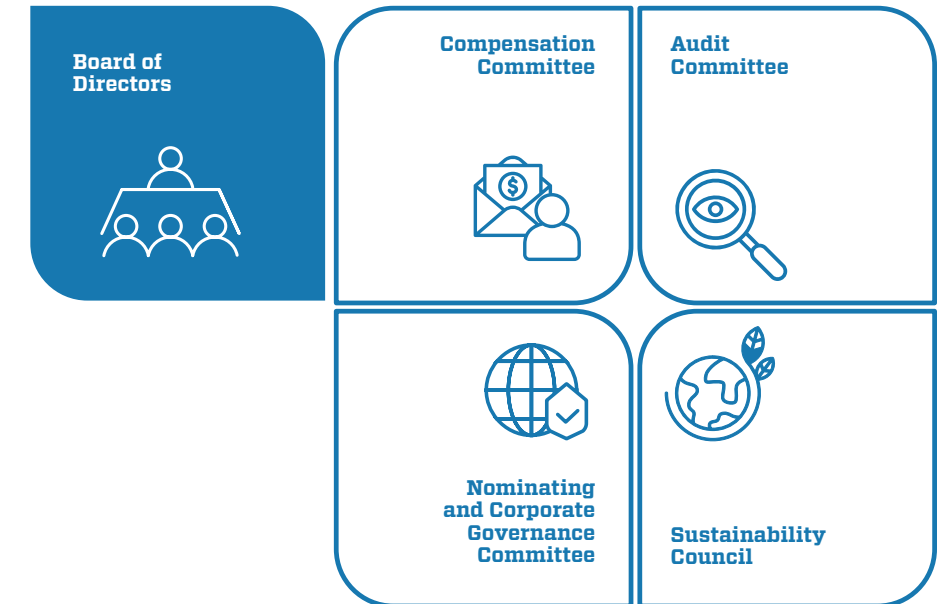 Board of
Directors
Compensation
Committee
Audit
Committee
$
Nominating
and Corporate
Governance
Committee
Sustainability
Council